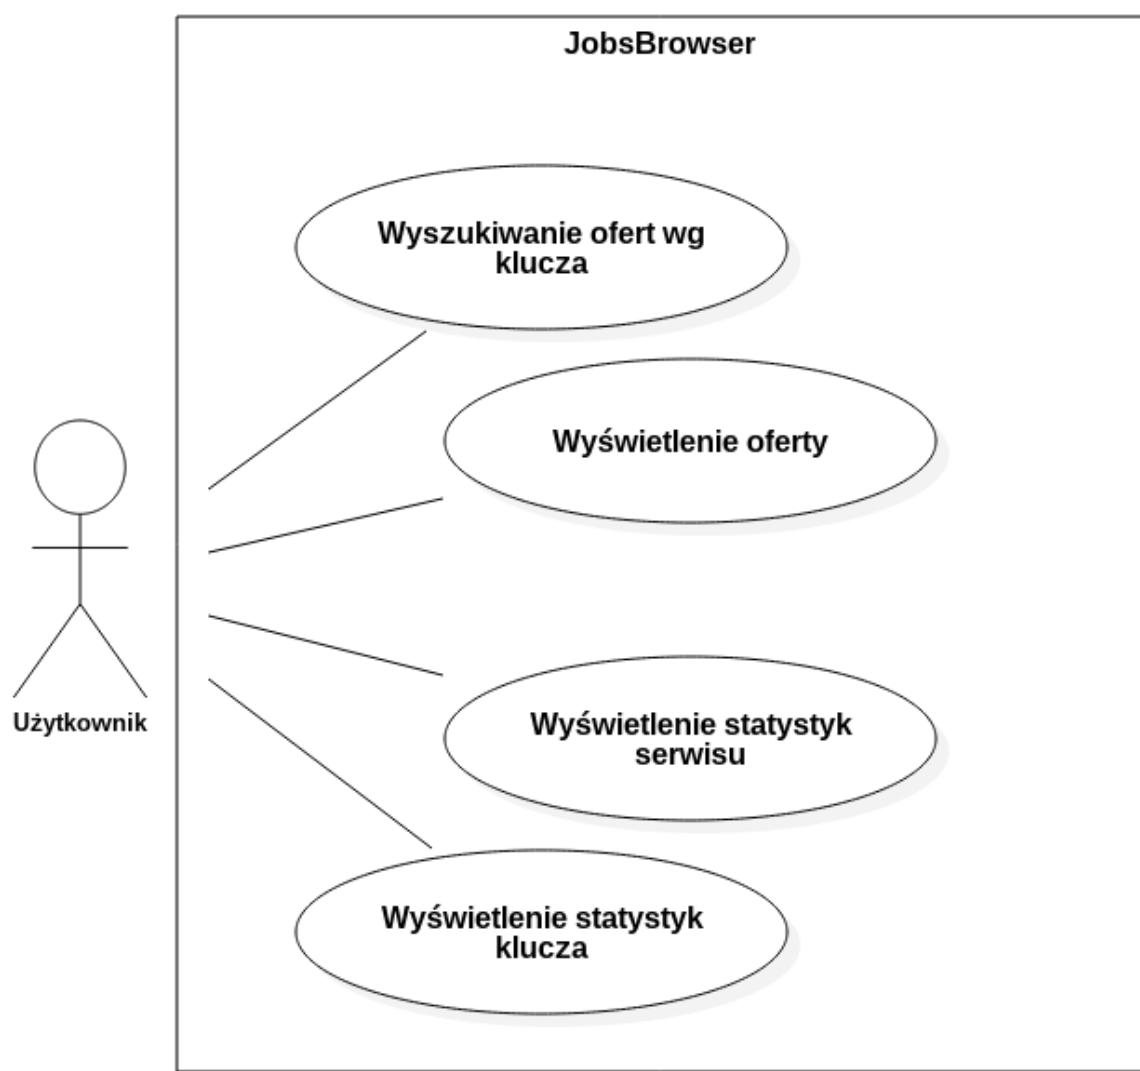 JobsBrowser
Wyszukiwanie ofert wg
klucza
Wyświetlenie oferty
Użytkownik
Wyświetlenie statystyk
serwisu
Wyświetlenie statystyk
klucza